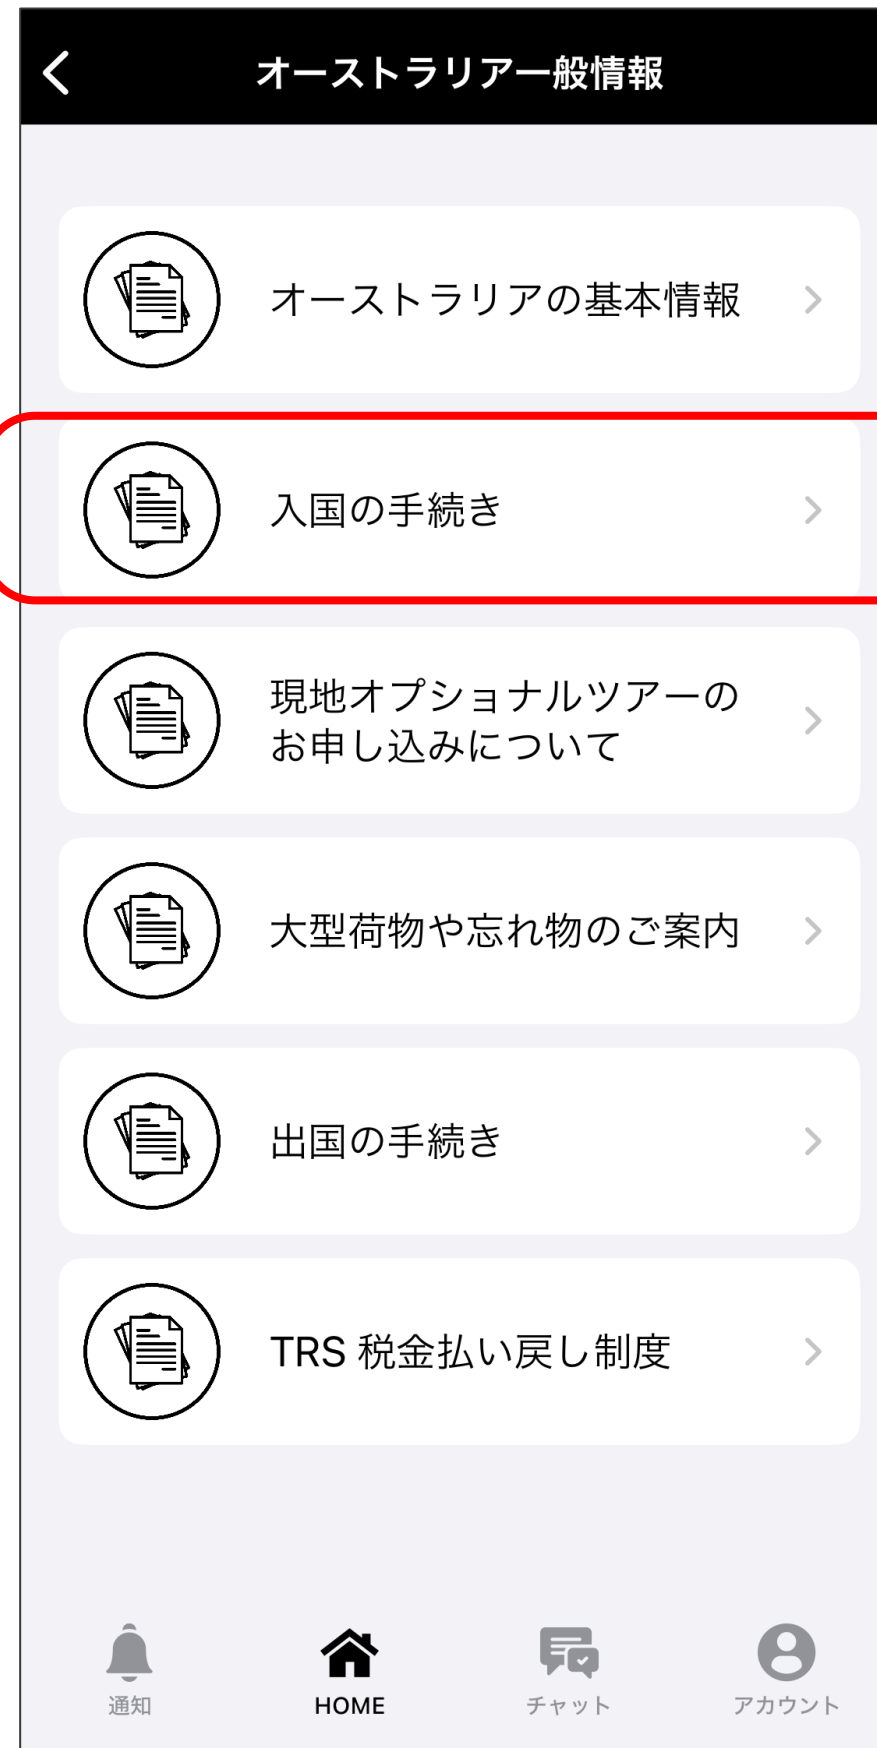 オーストラリア一般情報
オーストラリアの基本情報
入国の手続き
現地オプショナルツアーの
お申し込みについて
大型荷物や忘れ物のご案内
出国の手続き
TRS 税金払い戻し制度
通知
HOME
チャット
アカウント